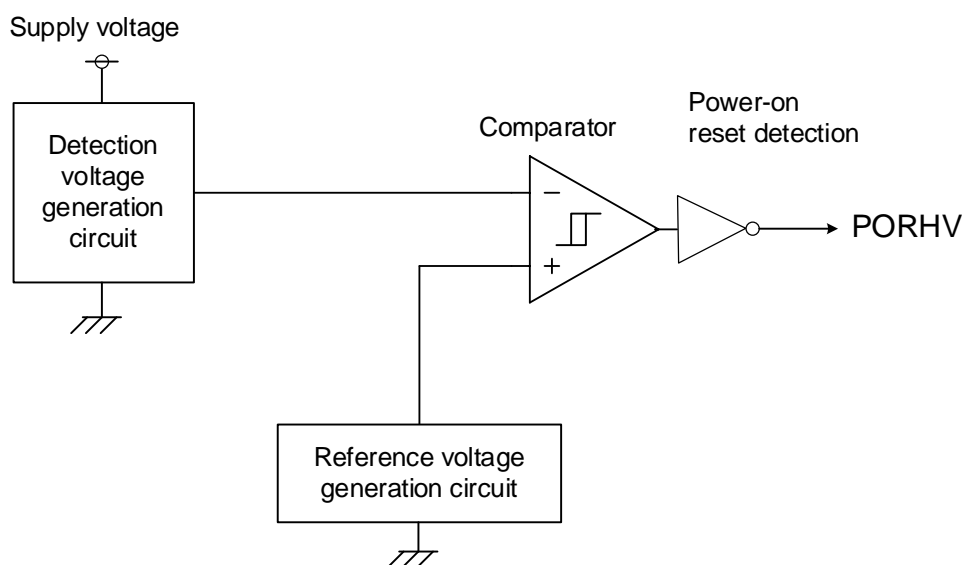 Supply voltage
Detection
voltage
generation
circuit
Comparator
Power-on
reset detection
−
+
PORHV
Reference voltage
generation circuit